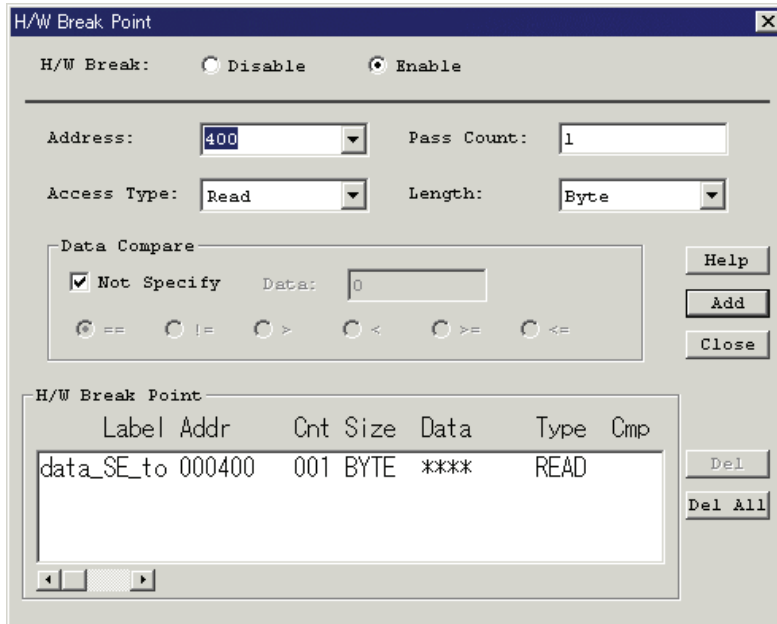 H/W Break Point
H/W Break: Disable Enable
Address: 400 Pass Count: 1
Access Type: Read Length: Byte
Data Compare
Not Specify Data: 0
== != > < >= <=
Help
Add
Close
H/W Break Point
Label Addr Cnt Size Data Type Cmp
data_SE_to 000400 001 BYTE **** READ
Del
Del All